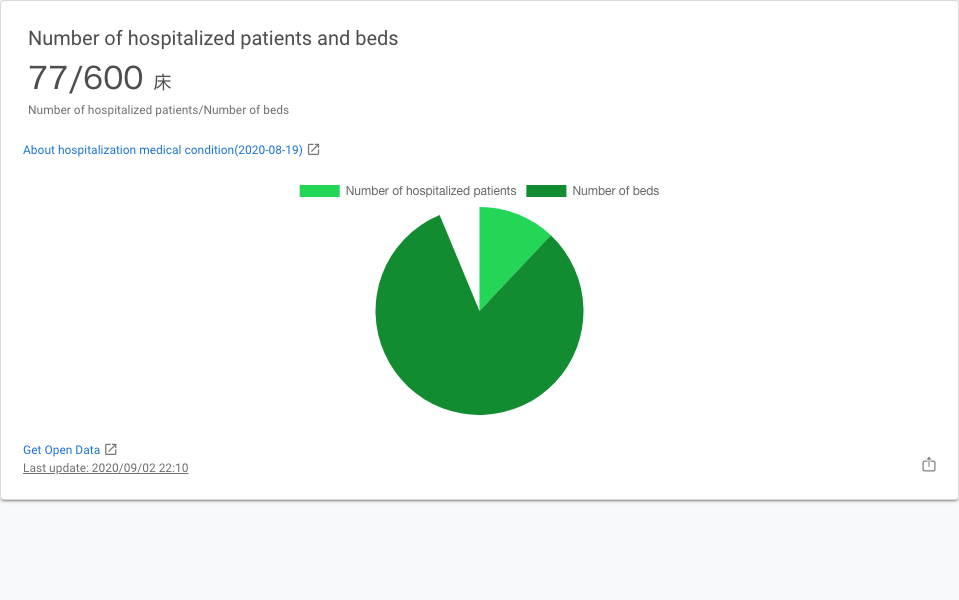 Number of hospitalized patients and beds
77/600 床
Number of hospitalized patients/Number of beds
About hospitalization medical condition(2020-08-19)
Number of hospitalized patients Number of beds
Get Open Data
Last update: 2020/09/02 22:10